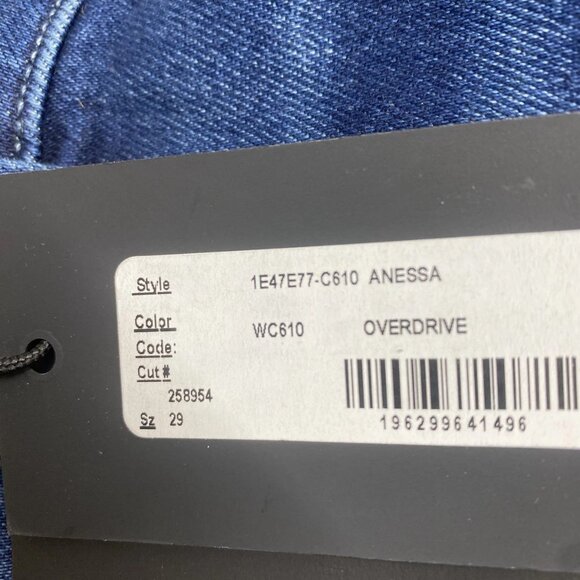 Style 1E47E77-C610 ANESSA
Color WC610 OVERDRIVE
Code:
Cut #
258954
Sz 29
196299641496